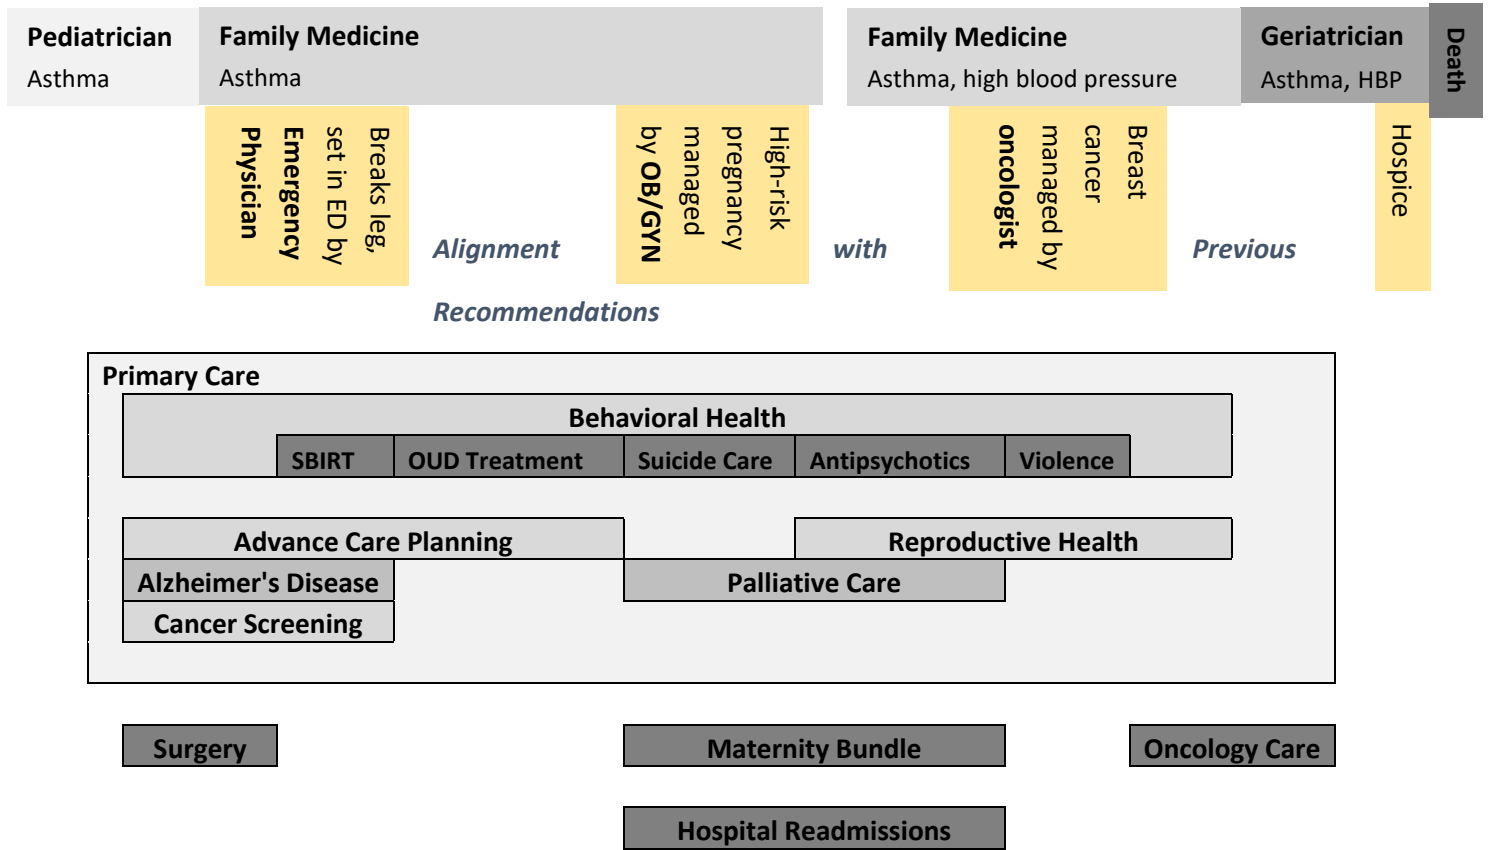 Pediatrician
Asthma
Family Medicine
Asthma
Family Medicine
Asthma, high blood pressure
Geriatrician
Asthma, HBP
Death
Breaks leg,
set in ED by
Emergency
Physician
High-risk
pregnancy
managed
by OB/GYN
Breast
cancer
managed by
oncologist
Hospice
Alignment with Previous
Recommendations
Primary Care
Behavioral Health
SBIRT
OUD Treatment
Suicide Care
Antipsychotics
Violence
Advance Care Planning
Reproductive Health
Alzheimer's Disease
Palliative Care
Cancer Screening
Surgery
Maternity Bundle
Oncology Care
Hospital Readmissions